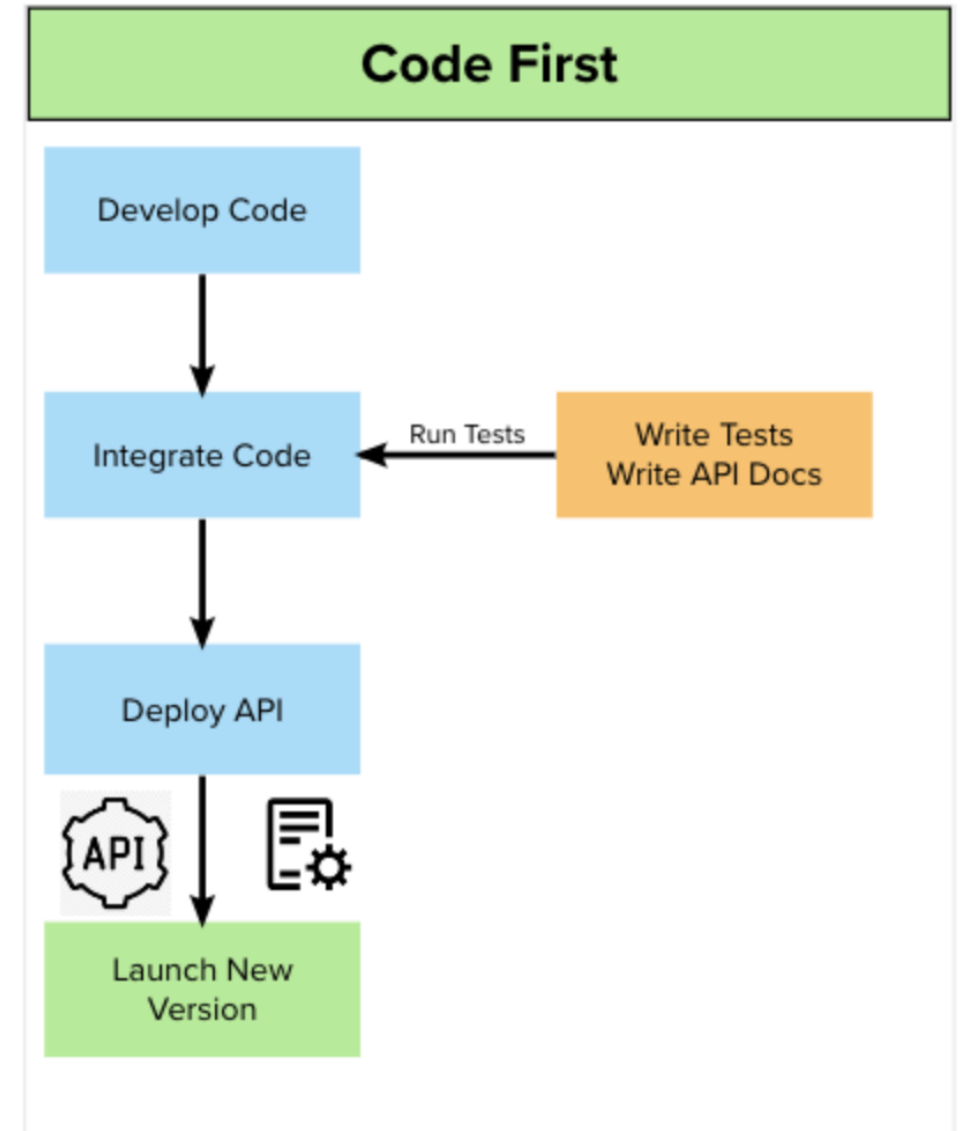 Code First
Develop Code
Integrate Code
Run Tests
Write Tests
Write API Docs
Deploy API
API
Launch New
Version